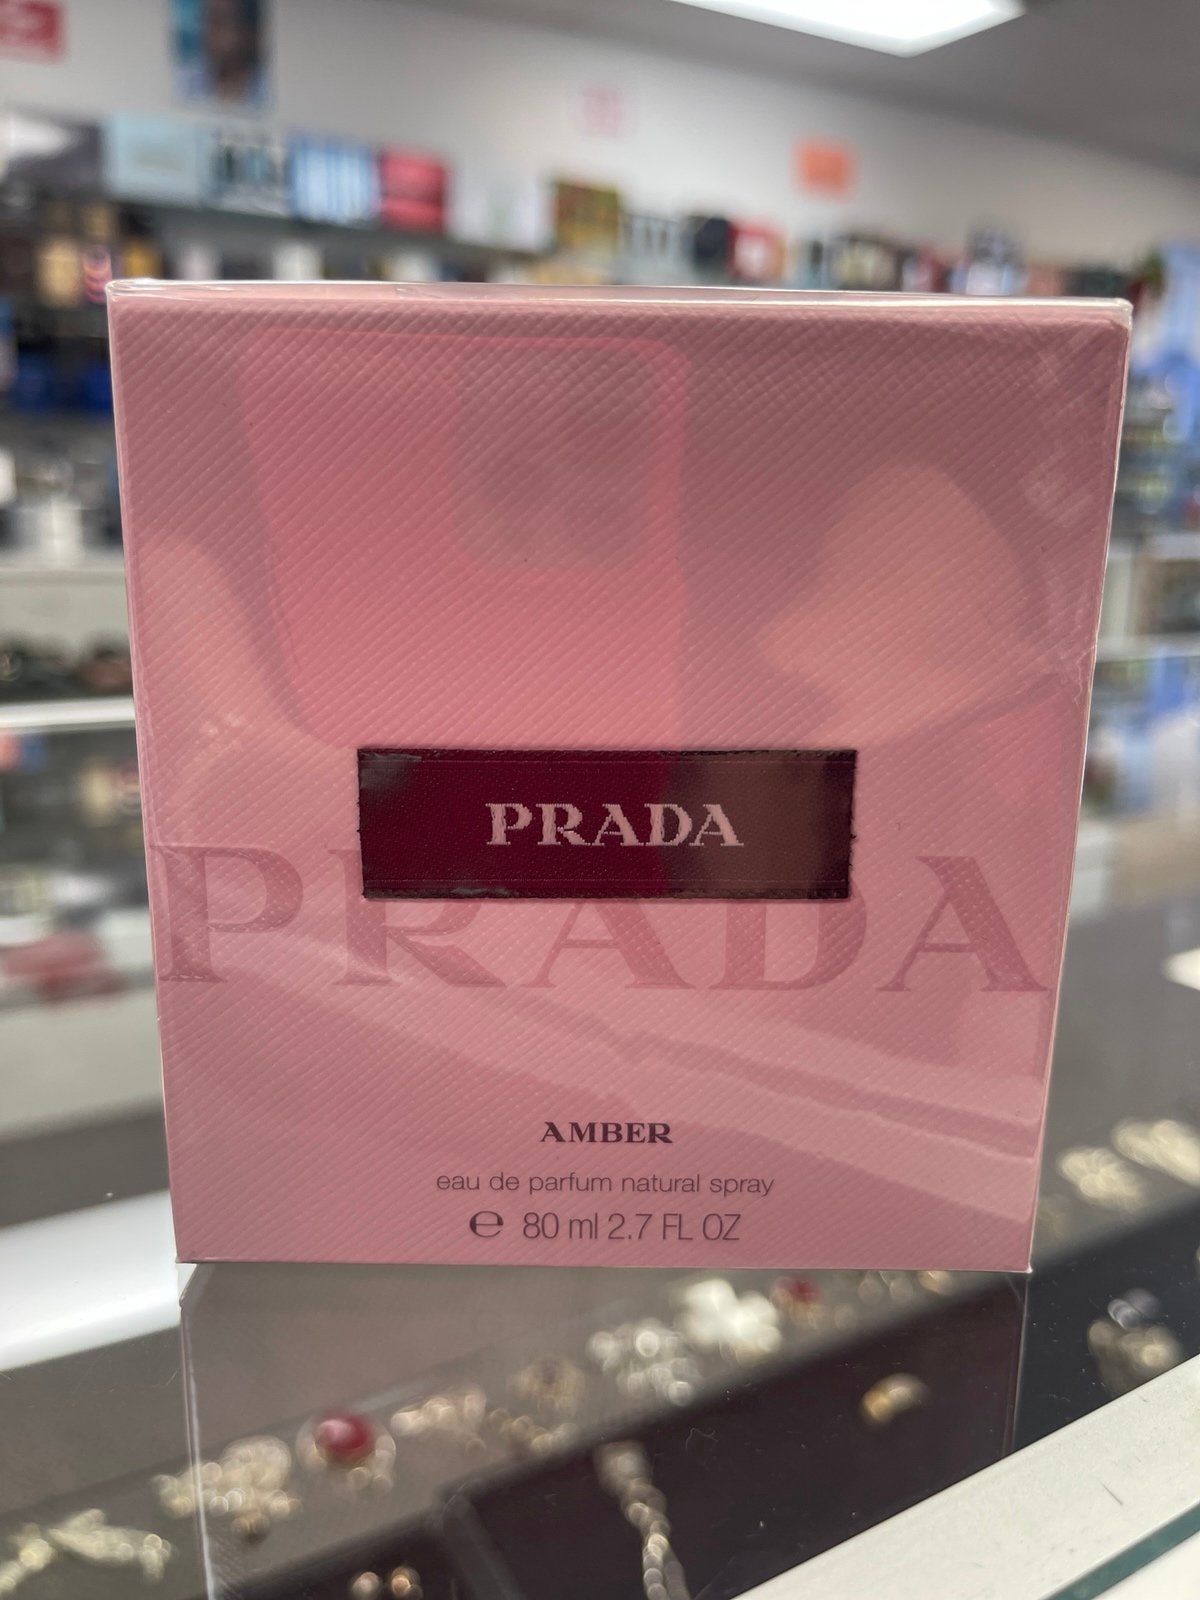 PRADA
PRADA
AMBER
eau de parfum natural spray
℮ 80 ml 2.7 FL OZ